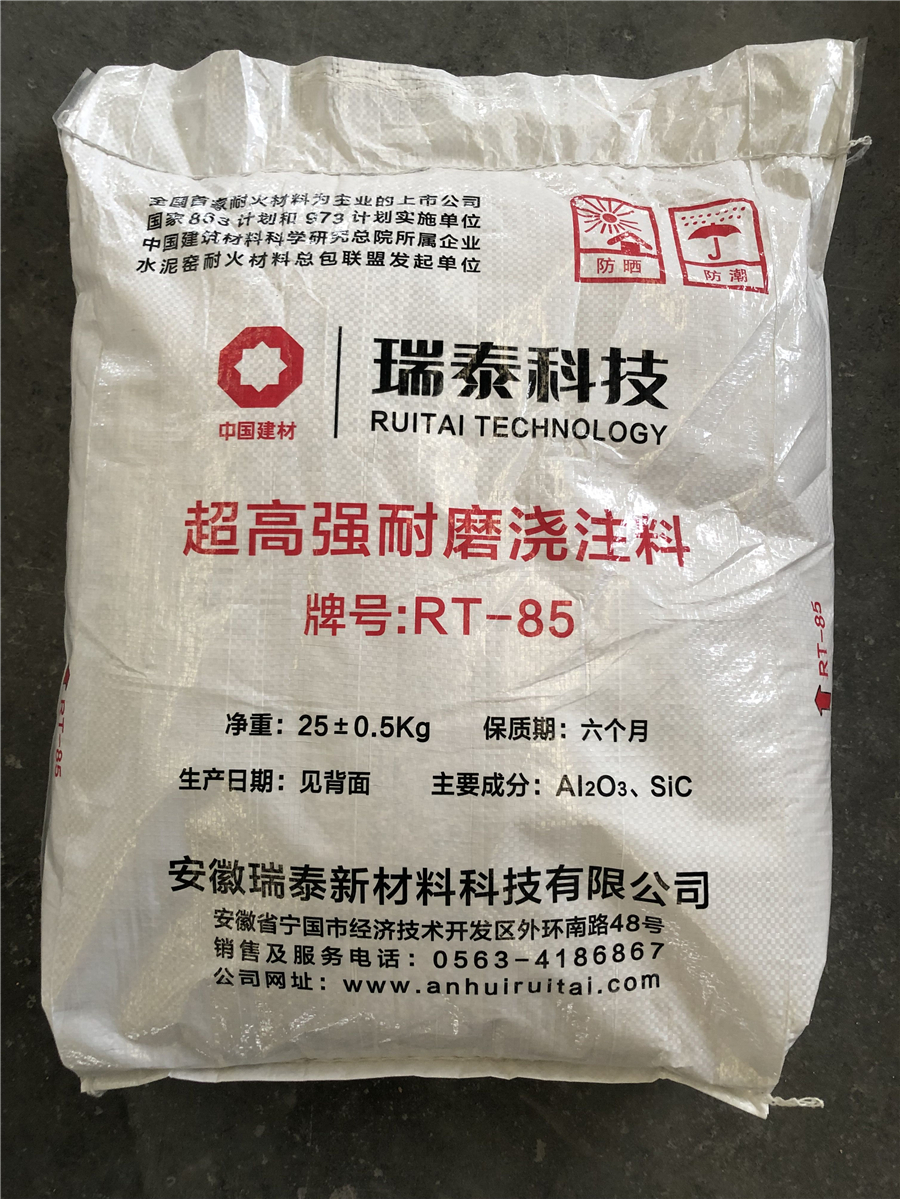 全国首家耐火材料为主业的上市公司
国家863计划和973计划实施单位
中国建筑材料科学研究总院所属企业
水泥窑耐火材料总包联盟发起单位
防晒
防潮
中国建材
瑞泰科技
RUITAI TECHNOLOGY
超高强耐磨浇注料
牌号:RT-85
RT-85
RT-85
净重：25±0.5Kg 保质期：六个月
生产日期：见背面 主要成分：Al₂O₃、SiC
安徽瑞泰新材料科技有限公司
安徽省宁国市经济技术开发区外环南路48号
销售及服务电话：0563-4186867
公司网址：www.anhuiruitai.com